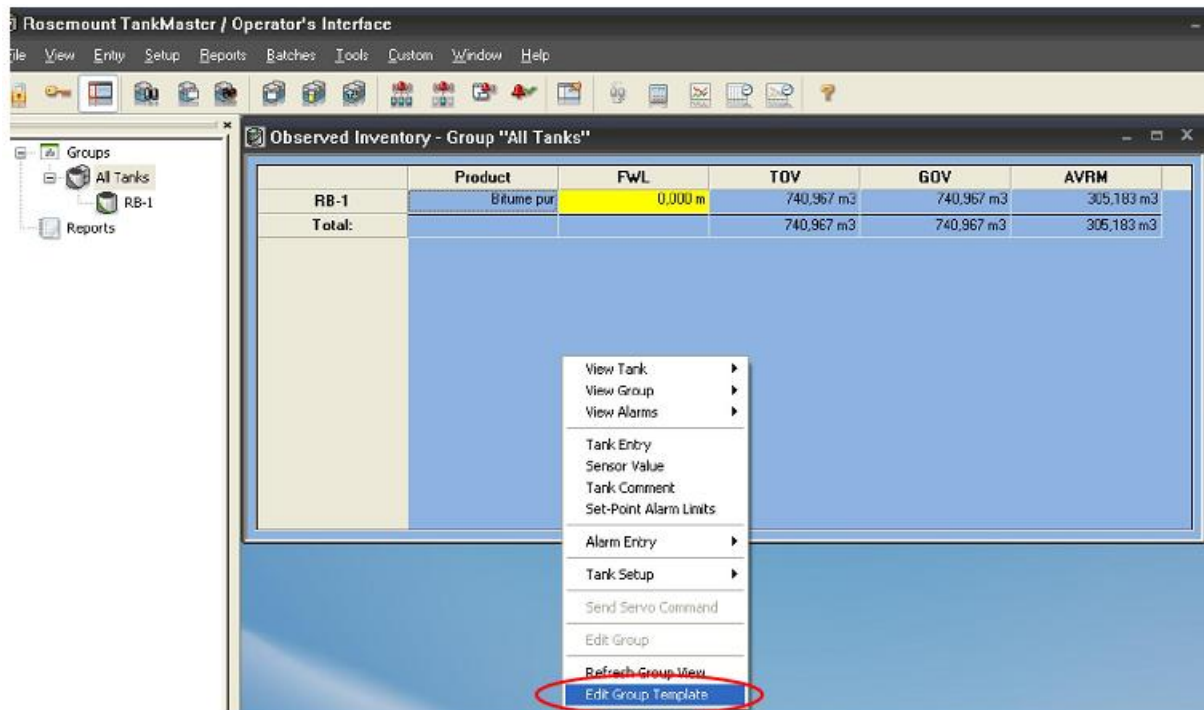 Rosemount TankMaster / Operator's Interface
File View Entry Setup Reports Batches Tools Custom Window Help
Groups
All Tanks
RB-1
Reports
Observed Inventory - Group "All Tanks"
Product FWL TOV GOV AVRM
RB-1 Bitume pur 0,000 m 740,967 m3 740,967 m3 305,183 m3
Total: 740,967 m3 740,967 m3 305,183 m3
View Tank
View Group
View Alarms
Tank Entry
Sensor Value
Tank Comment
Set-Point Alarm Limits
Alarm Entry
Tank Setup
Send Servo Command
Edit Group
Refresh Group View
Edit Group Template